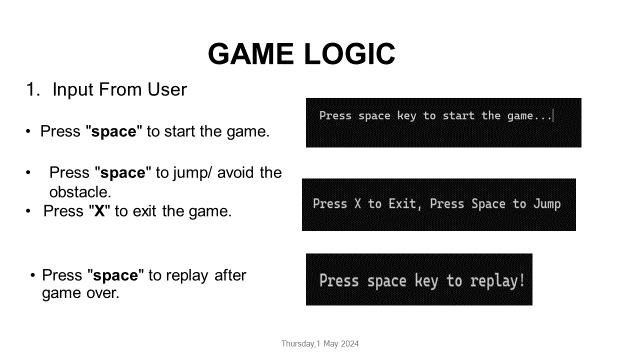 GAME LOGIC
1. Input From User
• Press "space" to start the game.
Press space key to start the game...
• Press "space" to jump/ avoid the
obstacle.
• Press "X" to exit the game.
Press X to Exit, Press Space to Jump
• Press "space" to replay after
game over.
Press space key to replay!
Thursday,1 May 2024